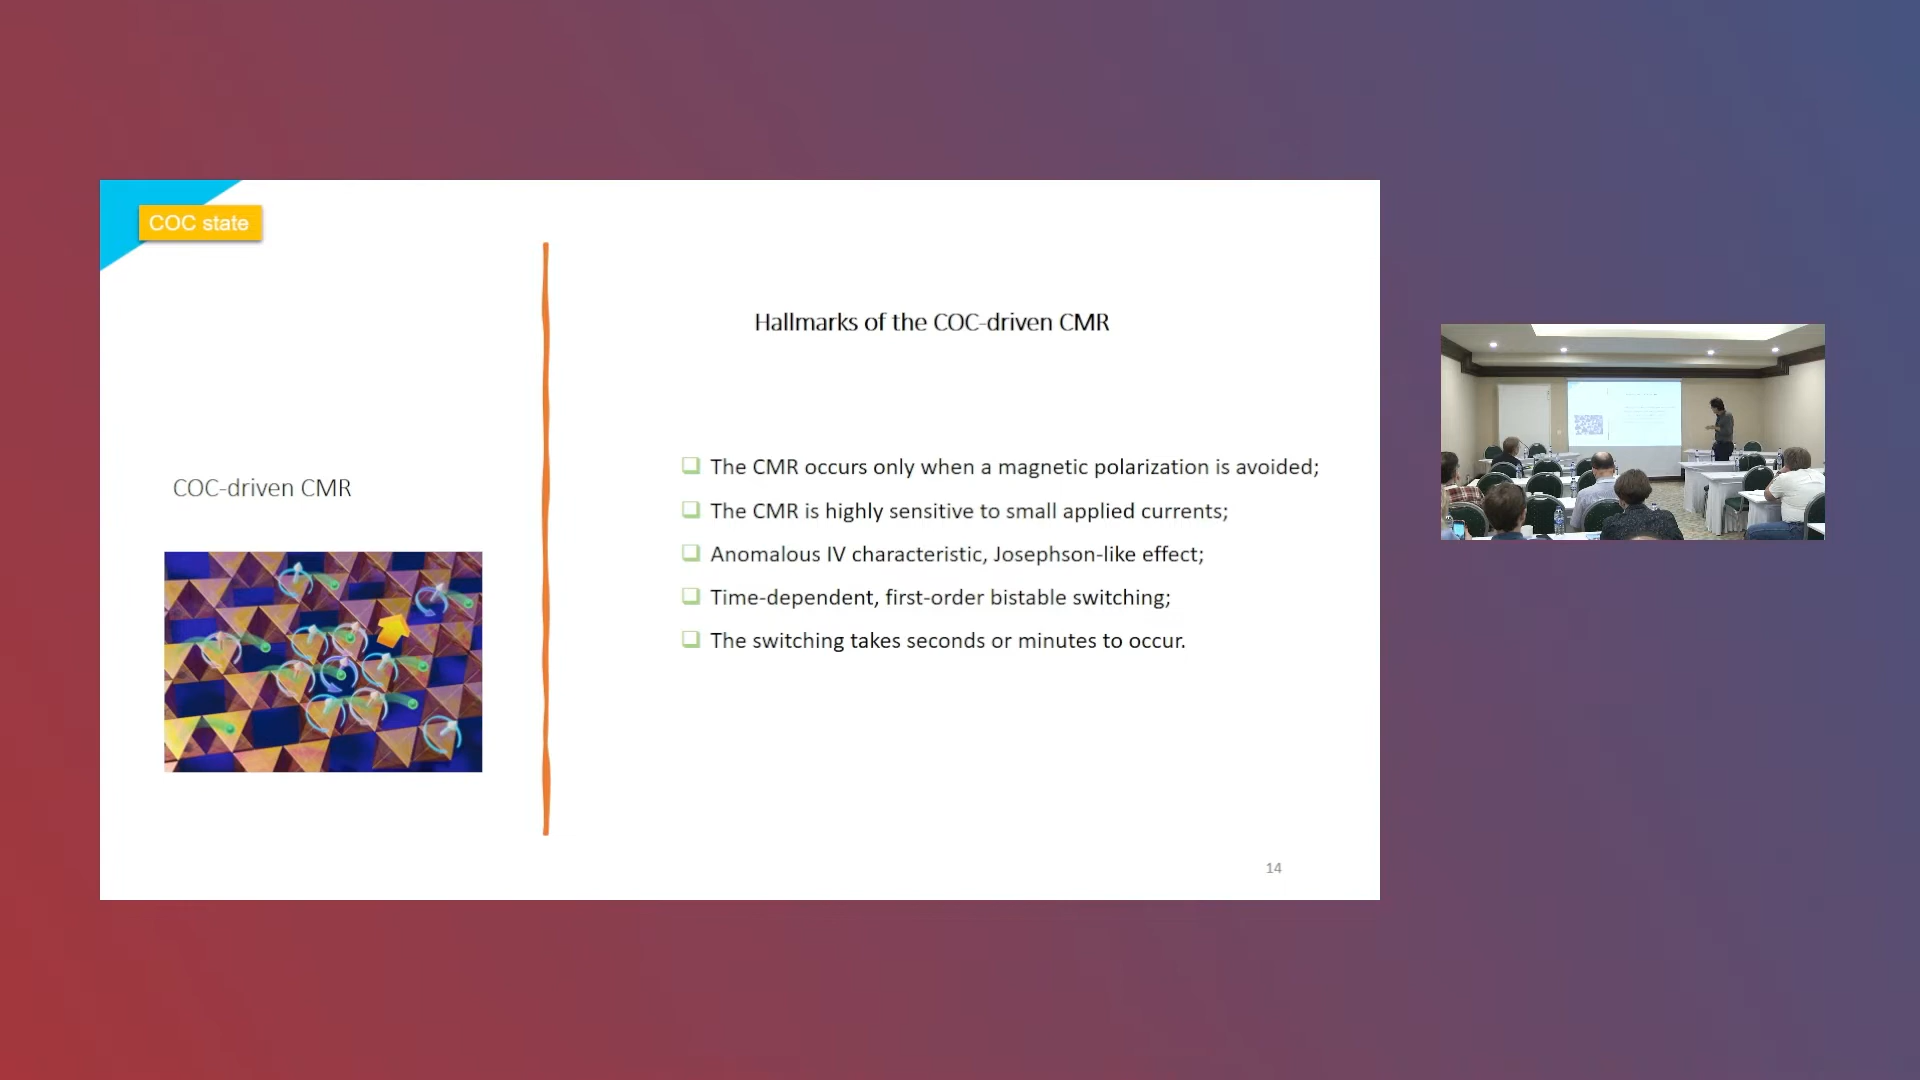 COC state
Hallmarks of the COC-driven CMR
The CMR occurs only when a magnetic polarization is avoided;
COC-driven CMR
The CMR is highly sensitive to small applied currents;
Anomalous IV characteristic, Josephson-like effect;
Time-dependent, first-order bistable switching;
The switching takes seconds or minutes to occur.
14